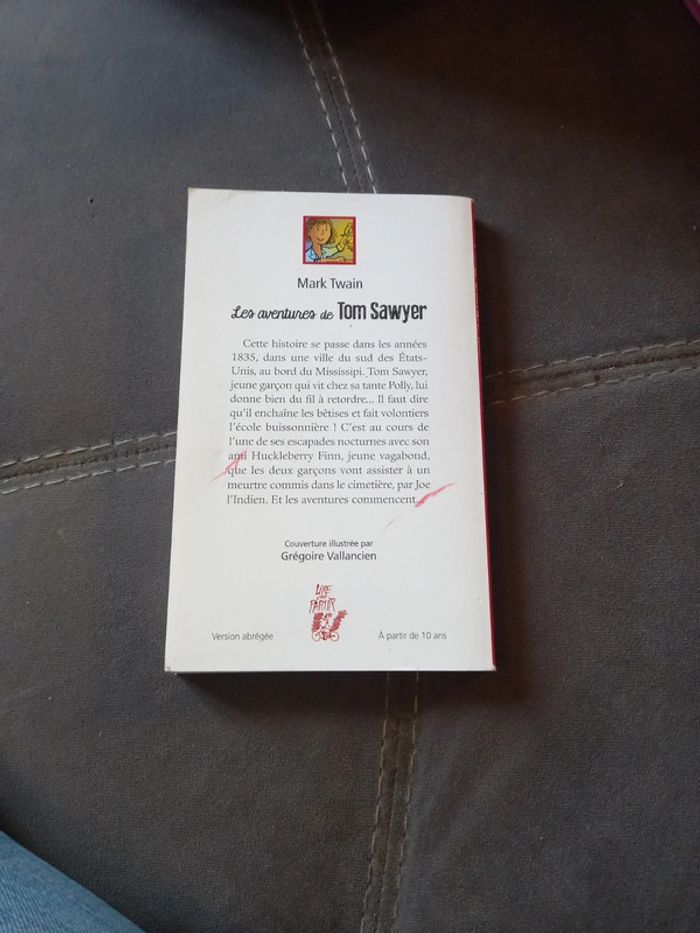 Mark Twain
Les aventures de Tom Sawyer
Cette histoire se passe dans les années
1835, dans une ville du sud des États-
Unis, au bord du Mississipi. Tom Sawyer,
jeune garçon qui vit chez sa tante Polly, lui
donne bien du fil à retordre... Il faut dire
qu'il enchaîne les bêtises et fait volontiers
l'école buissonnière ! C'est au cours de
l'une de ses escapades nocturnes avec son
ami Huckleberry Finn, jeune vagabond,
que les deux garçons vont assister à un
meurtre commis dans le cimetière, par Joe
l'Indien. Et les aventures commencent...
Couverture illustrée par
Grégoire Vallancien
LIRE
C'EST
PARTIR
Version abrégée
À partir de 10 ans